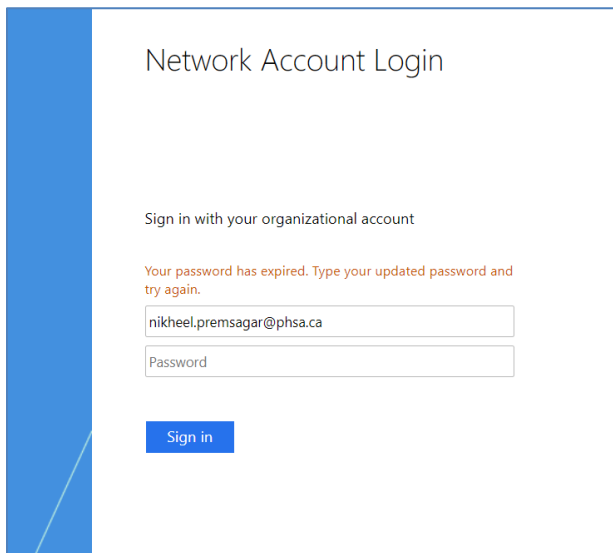 Network Account Login
Sign in with your organizational account
Your password has expired. Type your updated password and
try again.
nikheel.premsagar@phsa.ca
Password
Sign in